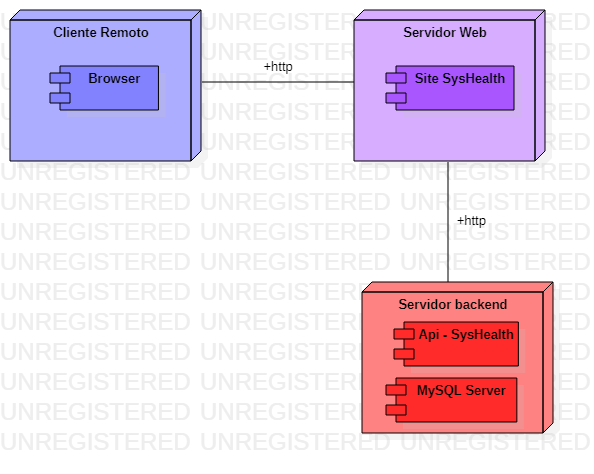 Cliente Remoto
Browser
+http
Servidor Web
Site SysHealth
+http
Servidor backend
Api - SysHealth
MySQL Server
UNREGISTERED